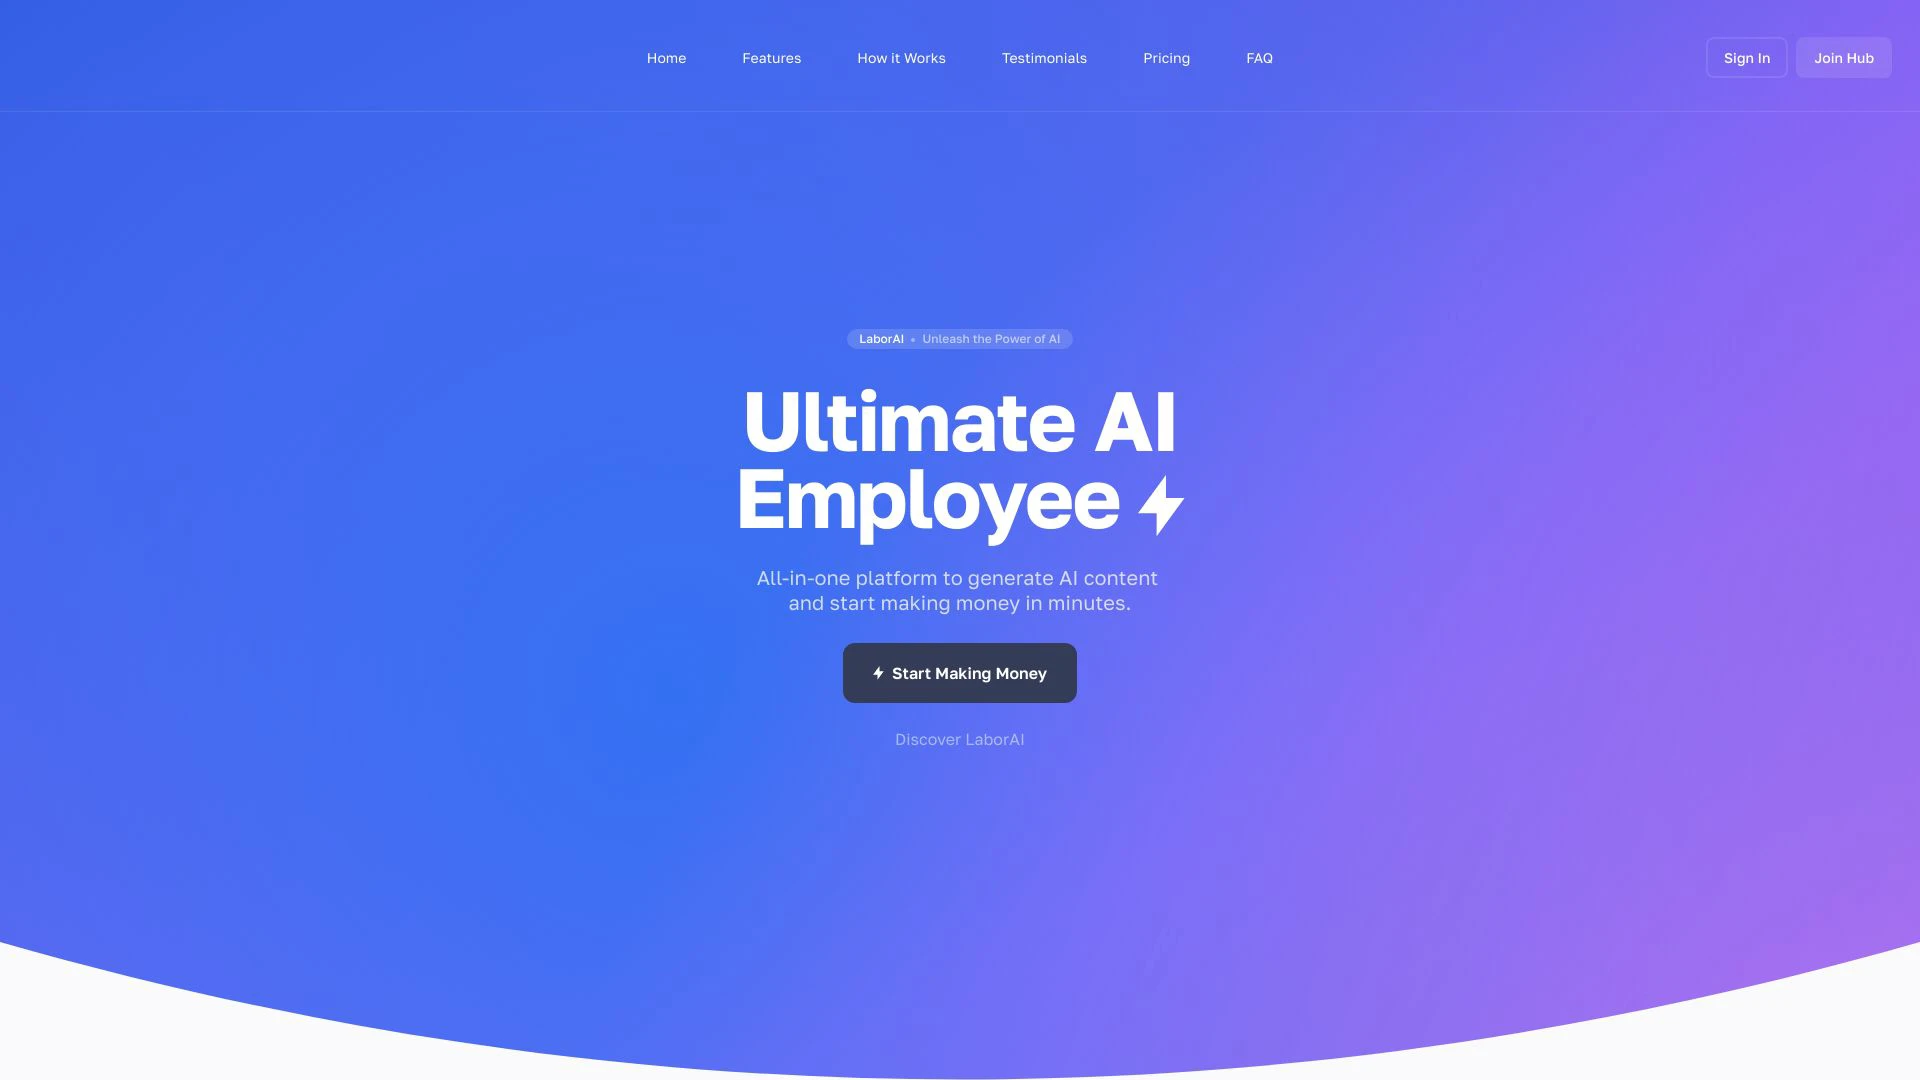 Home
Features
How it Works
Testimonials
Pricing
FAQ
Sign In
Join Hub
LaborAI • Unleash the Power of AI
Ultimate AI
Employee
All-in-one platform to generate AI content
and start making money in minutes.
Start Making Money
Discover LaborAI